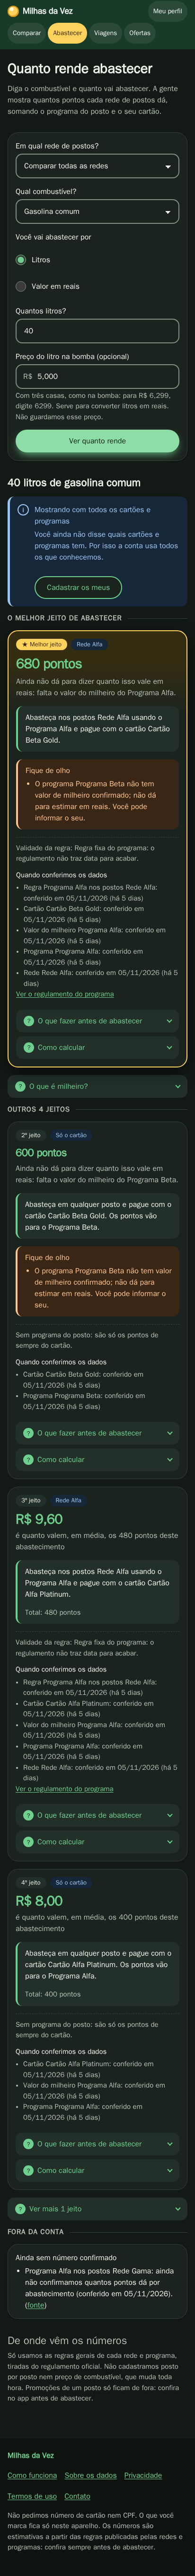 Milhas da Vez
Meu perfil
Comparar
Abastecer
Viagens
Ofertas
Quanto rende abastecer
Diga o combustível e quanto vai abastecer. A gente
mostra quantos pontos cada rede de postos dá,
somando o programa do posto e o seu cartão.
Em qual rede de postos?
Comparar todas as redes
Qual combustível?
Gasolina comum
Você vai abastecer por
Litros
Valor em reais
Quantos litros?
40
Preço do litro na bomba (opcional)
R$ 5,000
Com três casas, como na bomba: para R$ 6,299,
digite 6299. Serve para converter litros em reais.
Não guardamos esse preço.
Ver quanto rende
40 litros de gasolina comum
Mostrando com todos os cartões e
programas
Você ainda não disse quais cartões e
programas tem. Por isso a conta usa todos
os que conhecemos.
Cadastrar os meus
O MELHOR JEITO DE ABASTECER
★ Melhor jeito
Rede Alfa
680 pontos
Ainda não dá para dizer quanto isso vale em
reais: falta o valor do milheiro do Programa Alfa.
Abasteça nos postos Rede Alfa usando o
Programa Alfa e pague com o cartão Cartão
Beta Gold.
Fique de olho
• O programa Programa Beta não tem
valor de milheiro confirmado; não dá
para estimar em reais. Você pode
informar o seu.
Validade da regra: Regra fixa do programa: o
regulamento não traz data para acabar.
Quando conferimos os dados
• Regra Programa Alfa nos postos Rede Alfa:
conferido em 05/11/2026 (há 5 dias)
• Cartão Cartão Beta Gold: conferido em
05/11/2026 (há 5 dias)
• Valor do milheiro Programa Alfa: conferido em
05/11/2026 (há 5 dias)
• Programa Programa Alfa: conferido em
05/11/2026 (há 5 dias)
• Rede Rede Alfa: conferido em 05/11/2026 (há 5
dias)
Ver o regulamento do programa
? O que fazer antes de abastecer
? Como calcular
? O que é milheiro?
OUTROS 4 JEITOS
2º jeito
Só o cartão
600 pontos
Ainda não dá para dizer quanto isso vale em
reais: falta o valor do milheiro do Programa Beta.
Abasteça em qualquer posto e pague com o
cartão Cartão Beta Gold. Os pontos vão
para o Programa Beta.
Fique de olho
• O programa Programa Beta não tem valor
de milheiro confirmado; não dá para
estimar em reais. Você pode informar o
seu.
Sem programa do posto: são só os pontos de
sempre do cartão.
Quando conferimos os dados
• Cartão Cartão Beta Gold: conferido em
05/11/2026 (há 5 dias)
• Programa Programa Beta: conferido em
05/11/2026 (há 5 dias)
? O que fazer antes de abastecer
? Como calcular
3º jeito
Rede Alfa
R$ 9,60
é quanto valem, em média, os 480 pontos deste
abastecimento
Abasteça nos postos Rede Alfa usando o
Programa Alfa e pague com o cartão Cartão
Alfa Platinum.
Total: 480 pontos
Validade da regra: Regra fixa do programa: o
regulamento não traz data para acabar.
Quando conferimos os dados
• Regra Programa Alfa nos postos Rede Alfa:
conferido em 05/11/2026 (há 5 dias)
• Cartão Cartão Alfa Platinum: conferido em
05/11/2026 (há 5 dias)
• Valor do milheiro Programa Alfa: conferido em
05/11/2026 (há 5 dias)
• Programa Programa Alfa: conferido em
05/11/2026 (há 5 dias)
• Rede Rede Alfa: conferido em 05/11/2026 (há 5
dias)
Ver o regulamento do programa
? O que fazer antes de abastecer
? Como calcular
4º jeito
Só o cartão
R$ 8,00
é quanto valem, em média, os 400 pontos deste
abastecimento
Abasteça em qualquer posto e pague com o
cartão Cartão Alfa Platinum. Os pontos vão
para o Programa Alfa.
Total: 400 pontos
Sem programa do posto: são só os pontos de
sempre do cartão.
Quando conferimos os dados
• Cartão Cartão Alfa Platinum: conferido em
05/11/2026 (há 5 dias)
• Valor do milheiro Programa Alfa: conferido em
05/11/2026 (há 5 dias)
• Programa Programa Alfa: conferido em
05/11/2026 (há 5 dias)
? O que fazer antes de abastecer
? Como calcular
? Ver mais 1 jeito
FORA DA CONTA
Ainda sem número confirmado
• Programa Alfa nos postos Rede Gama: ainda
não confirmamos quantos pontos dá por
abastecimento (conferido em 05/11/2026).
(fonte)
De onde vêm os números
Só usamos as regras gerais de cada rede e programa,
tiradas do regulamento oficial. Não cadastramos posto
por posto nem preço de combustível, que muda toda
hora. Promoções de um posto só ficam de fora: confira
no app antes de abastecer.
Milhas da Vez
Como funciona
Sobre os dados
Privacidade
Termos de uso
Contato
Não pedimos número de cartão nem CPF. O que você
marca fica só neste aparelho. Os números são
estimativas a partir das regras publicadas pelas redes e
programas: confira sempre antes de abastecer.